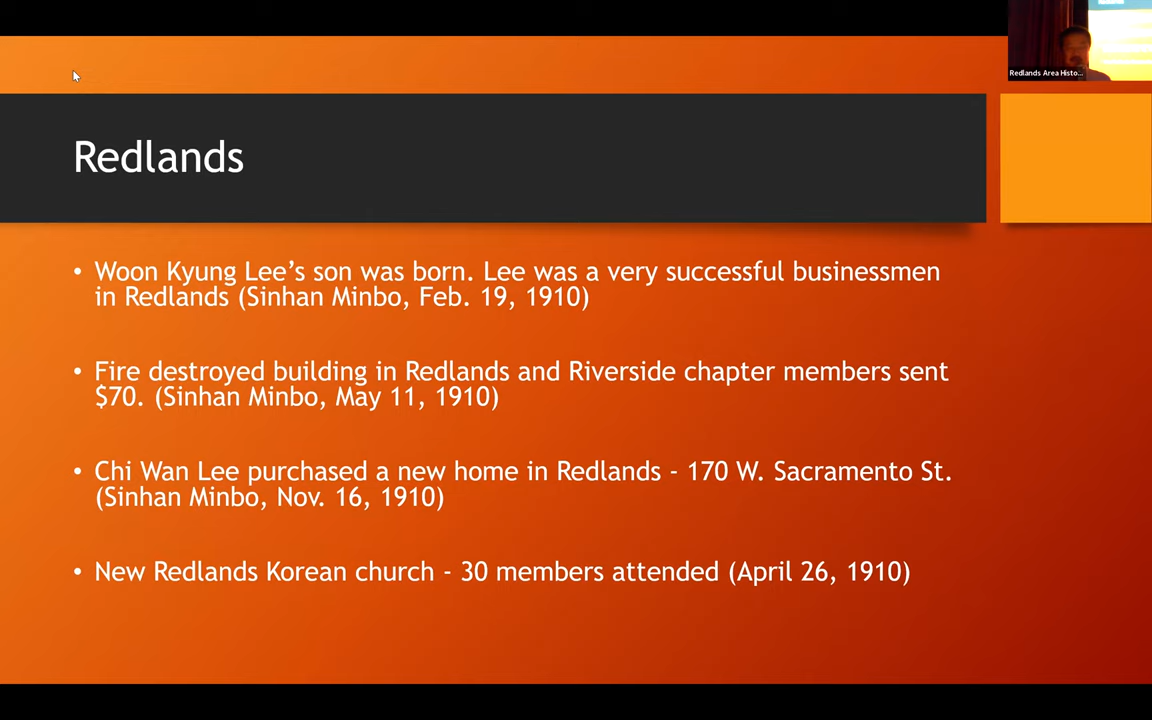 Redlands Area Histo...
Redlands
• Woon Kyung Lee's son was born. Lee was a very successful businessmen
in Redlands (Sinhan Minbo, Feb. 19, 1910)
• Fire destroyed building in Redlands and Riverside chapter members sent
$70. (Sinhan Minbo, May 11, 1910)
• Chi Wan Lee purchased a new home in Redlands - 170 W. Sacramento St.
(Sinhan Minbo, Nov. 16, 1910)
• New Redlands Korean church - 30 members attended (April 26, 1910)